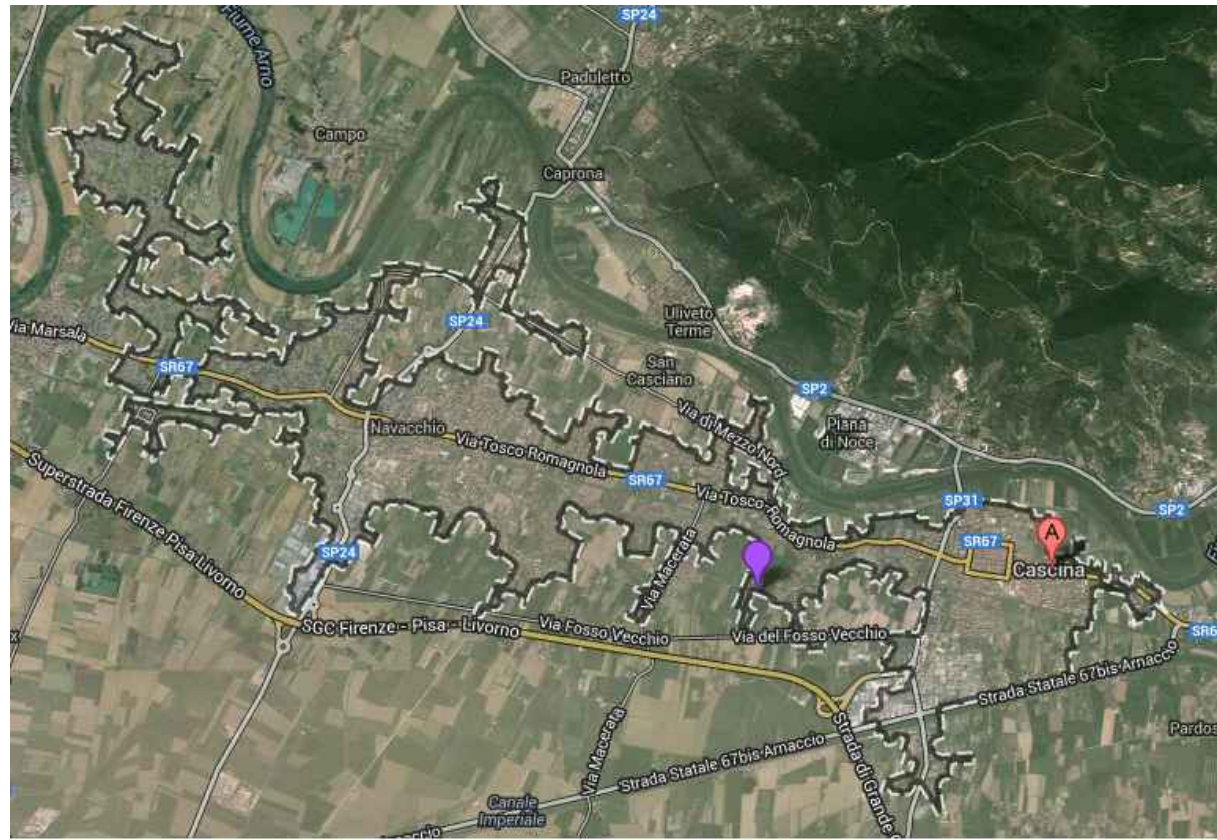 SP24
Fiume Arno
Paduletto
Campo
Caprona
Uliveto
Terme
Via Marsala
SP24
SR67
San
Casciano
SP2
Via di Mezzo Nord
Piana
di Noce
Navacchio
Via Tosco Romagnola
SR67
Via Tosco-Romagnola
Superstrada Firenze Pisa Livorno
SP31
SP2
SR67
A
Cascina
SP24
Via Macerata
SGC Firenze - Pisa - Livorno
Via Fosso Vecchio
Via del Fosso Vecchio
Strada Statale 67bis Arnaccio
Via Macerata
Strada Statale 67bis Arnaccio
Strada di Grande
Canale
Imperiale